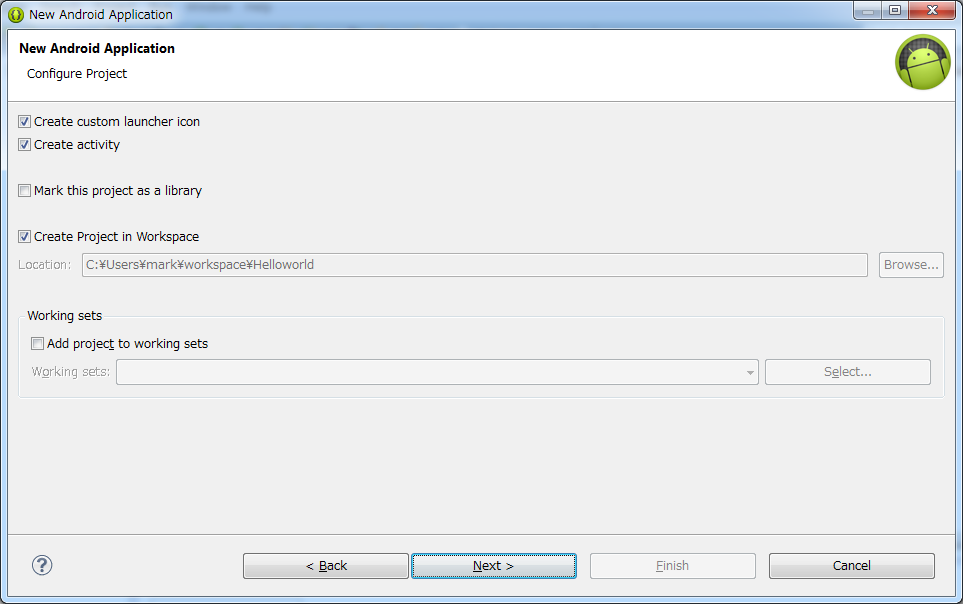 New Android Application
New Android Application
Configure Project
Create custom launcher icon
Create activity
Mark this project as a library
Create Project in Workspace
Location: C:¥Users¥mark¥workspace¥Helloworld Browse...
Working sets
Add project to working sets
Working sets: Select...
< Back Next > Finish Cancel